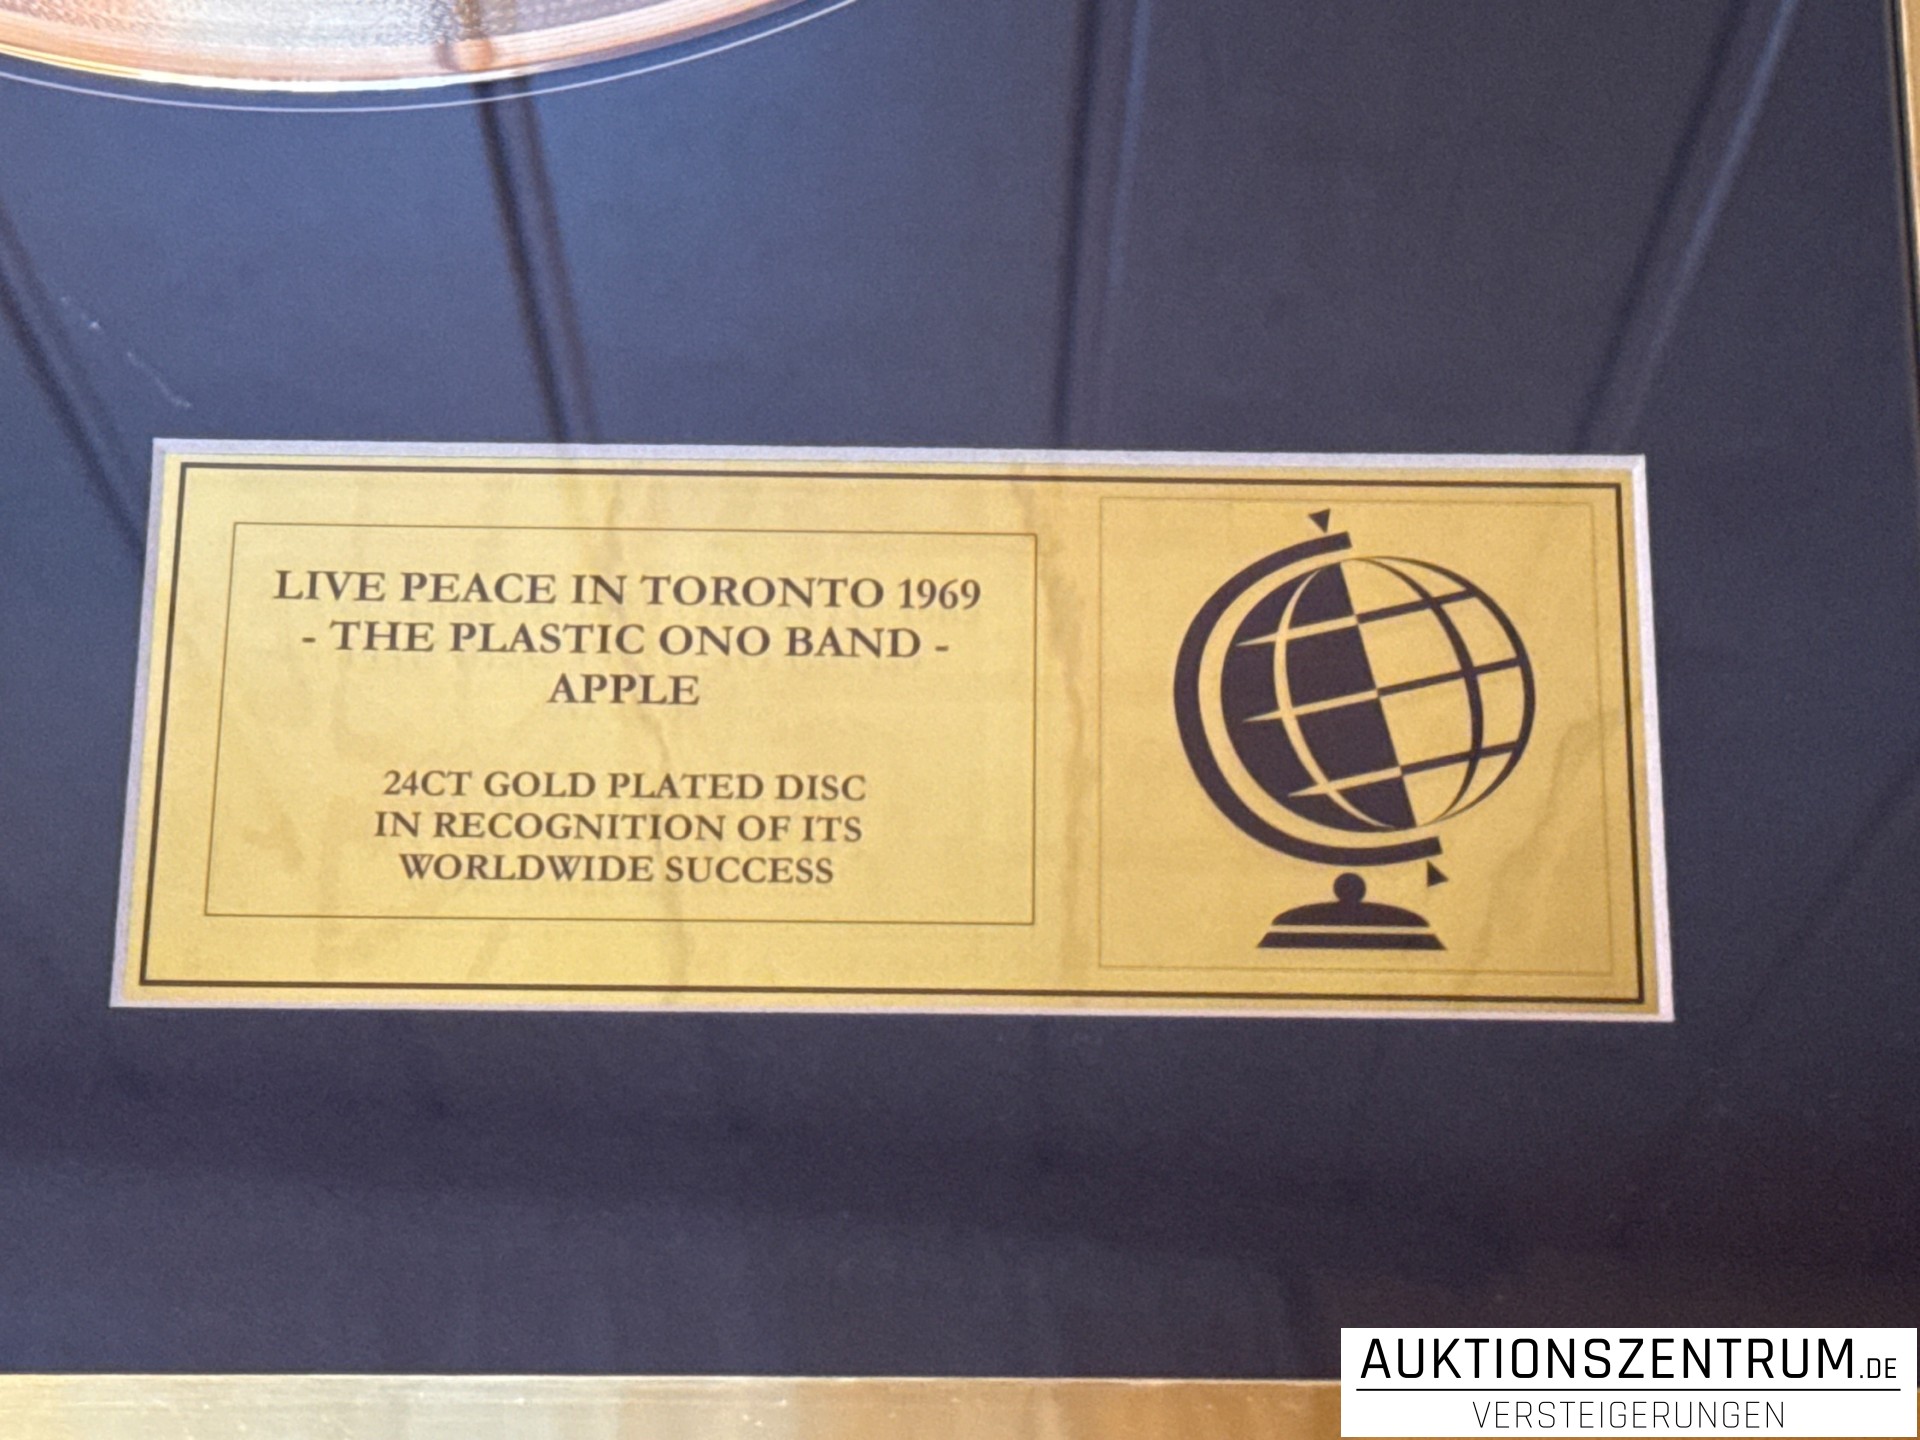 LIVE PEACE IN TORONTO 1969
- THE PLASTIC ONO BAND -
APPLE
24CT GOLD PLATED DISC
IN RECOGNITION OF ITS
WORLDWIDE SUCCESS
AUKTIONSZENTRUM.DE
VERSTEIGERUNGEN